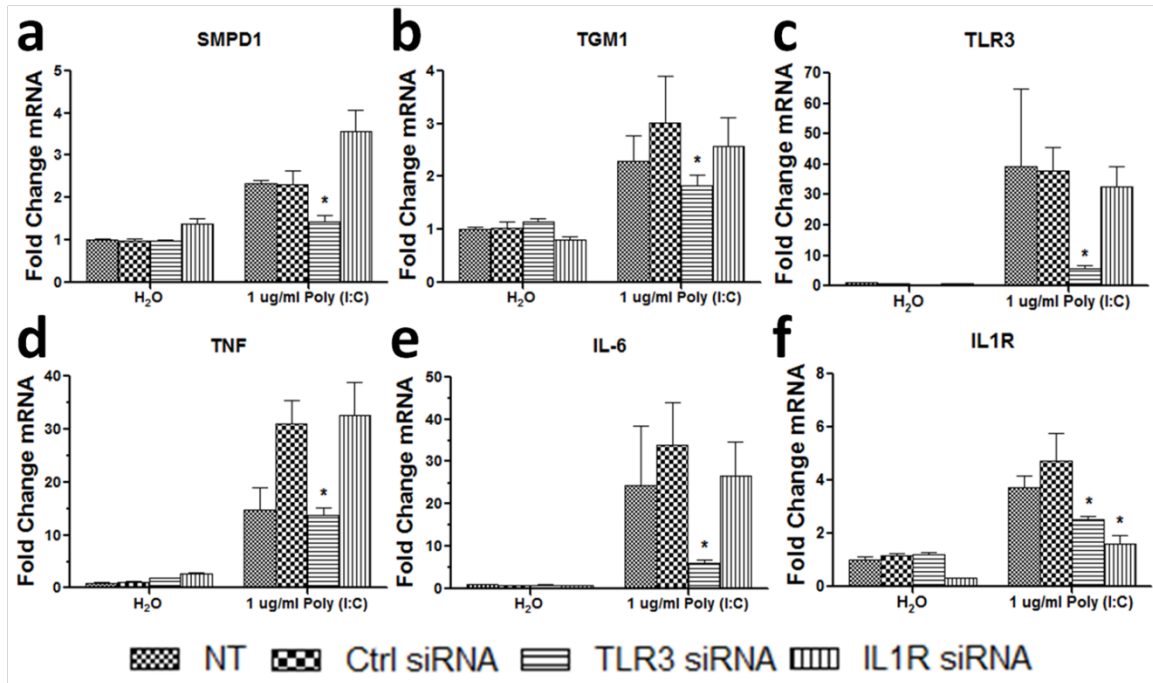 a
SMPD1
Fold Change mRNA
5
4
3
2
1
0
*
H₂O
1 ug/ml Poly (I:C)
b
TGM1
Fold Change mRNA
4
3
2
1
0
*
H₂O
1 ug/ml Poly (I:C)
c
TLR3
Fold Change mRNA
70
60
50
40
30
20
10
0
*
H₂O
1 ug/ml Poly (I:C)
d
TNF
Fold Change mRNA
40
30
20
10
0
*
H₂O
1 ug/ml Poly (I:C)
e
IL-6
Fold Change mRNA
50
40
30
20
10
0
*
H₂O
1 ug/ml Poly (I:C)
f
IL1R
Fold Change mRNA
8
6
4
2
0
*
*
H₂O
1 ug/ml Poly (I:C)
NT Ctrl siRNA TLR3 siRNA IL1R siRNA